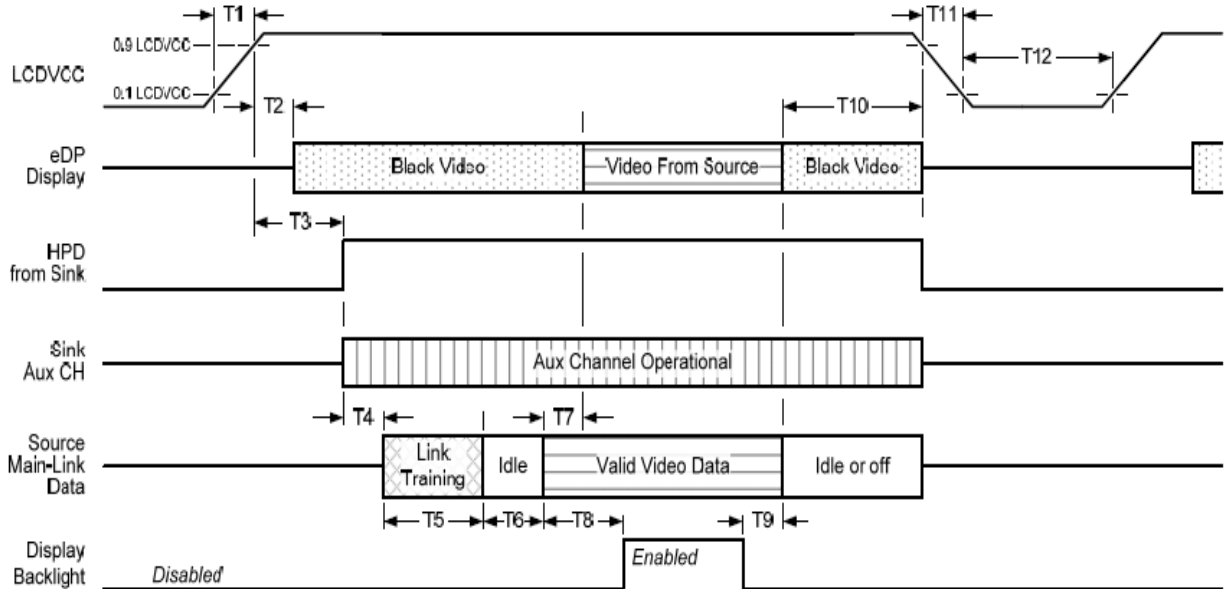 T1
T11
0.9 LCDVCC
LCDVCC
T12
0.1 LCDVCC
T2
T10
eDP
Display
Black Video
Video From Source
Black Video
T3
HPD
from Sink
Sink
Aux CH
Aux Channel Operational
T4
T7
Source
Main-Link
Data
Link
Training
Idle
Valid Video Data
Idle or off
T5
T6
T8
T9
Display
Backlight
Disabled
Enabled